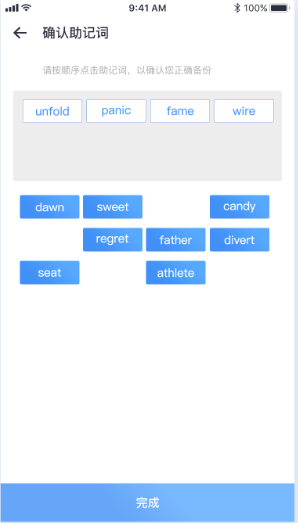 9:41 AM 100%
确认助记词
请按顺序点击助记词，以确认您正确备份
unfold panic fame wire
dawn sweet candy
regret father divert
seat athlete
完成